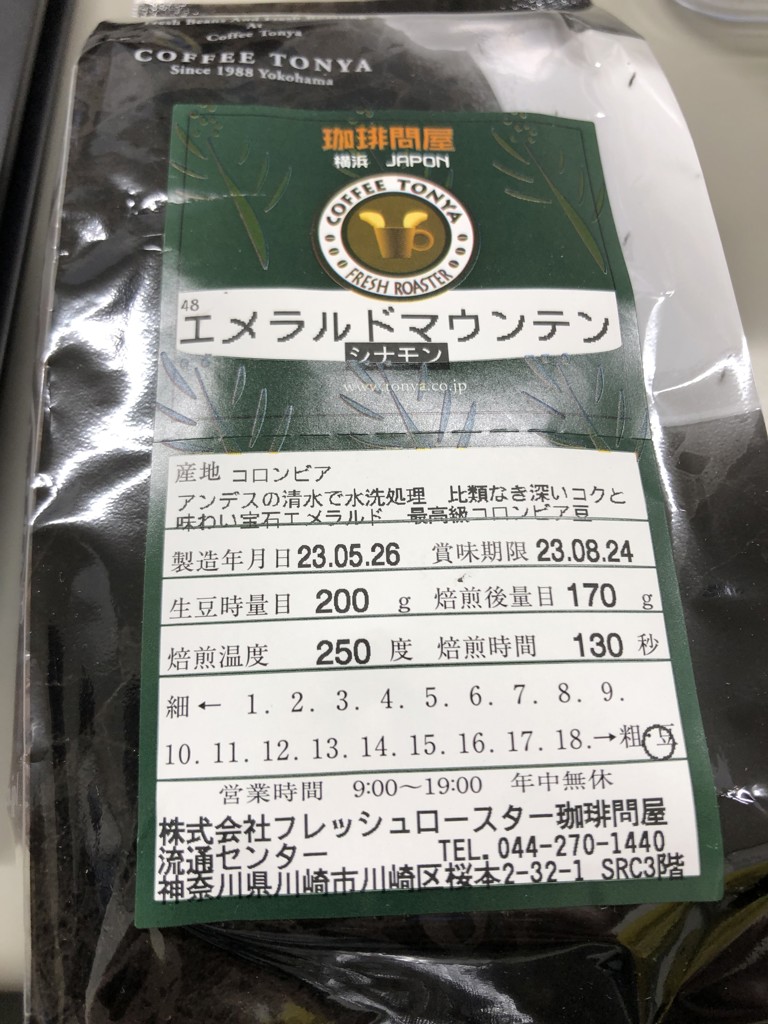 Fresh Beans And Fresh
At
Coffee Tonya
COFFEE TONYA
Since 1988 Yokohama
珈琲問屋
横浜 JAPON
COFFEE TONYA
FRESH ROASTER
48
エメラルドマウンテン
シナモン
www.tonya.co.jp
産地 コロンビア
アンデスの清水で水洗処理 比類なき深いコクと
味わい宝石エメラルド 最高級コロンビア豆
製造年月日 23.05.26 賞味期限 23.08.24
生豆時量目 200 g 焙煎後量目 170 g
焙煎温度 250 度 焙煎時間 130 秒
細← 1. 2. 3. 4. 5. 6. 7. 8. 9.
10. 11. 12. 13. 14. 15. 16. 17. 18.→粗・豆
営業時間 9:00～19:00 年中無休
株式会社フレッシュロースター珈琲問屋
流通センター TEL. 044-270-1440
神奈川県川崎市川崎区桜本2-32-1 SRC3階